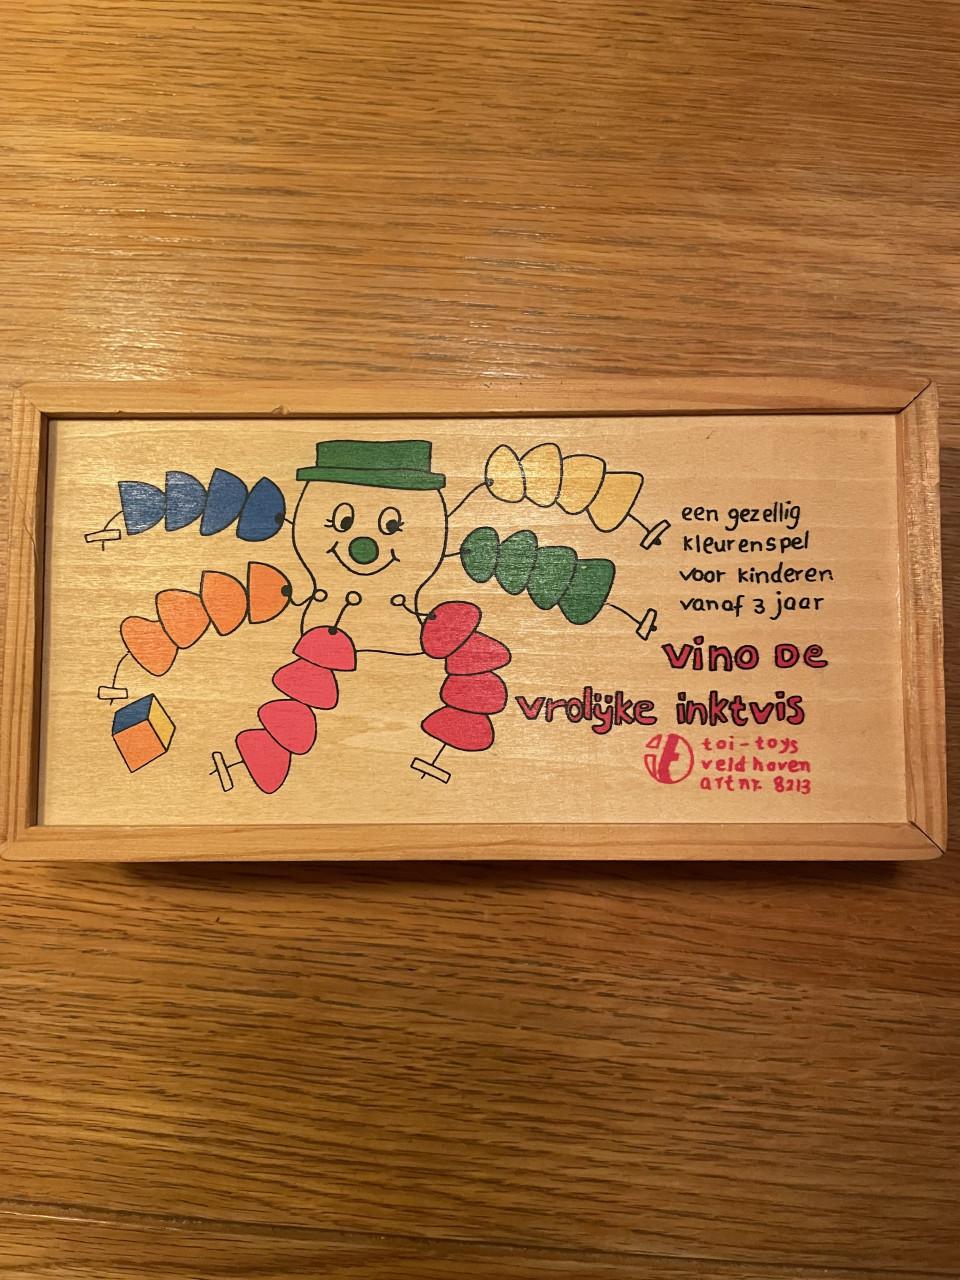 een gezellig
kleurenspel
voor kinderen
vanaf 3 jaar
vino de
vrolijke inktvis
toi-toys
veldhoven
art nr. 8213